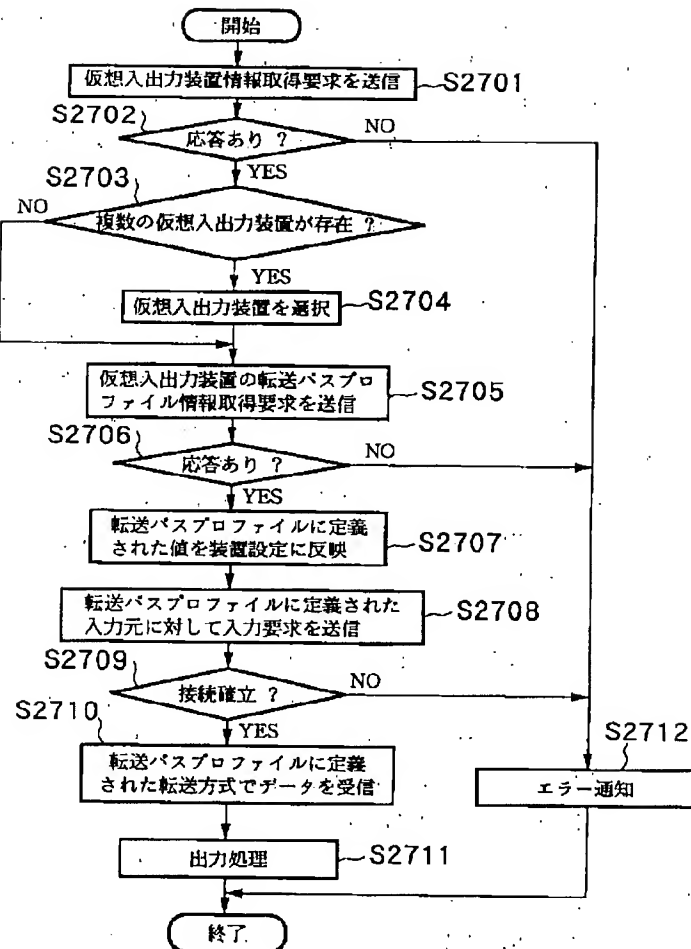 開始
仮想入出力装置情報取得要求を送信
S2701
S2702
応答あり ?
NO
YES
S2703
NO
複数の仮想入出力装置が存在 ?
YES
仮想入出力装置を選択
S2704
仮想入出力装置の転送パスプロ
ファイル情報取得要求を送信
S2705
S2706
応答あり ?
NO
YES
転送パスプロファイルに定義
された値を装置設定に反映
S2707
転送パスプロファイルに定義された
入力元に対して入力要求を送信
S2708
S2709
接続確立 ?
NO
YES
S2710
転送パスプロファイルに定義
された転送方式でデータを受信
S2712
エラー通知
出力処理
S2711
終了